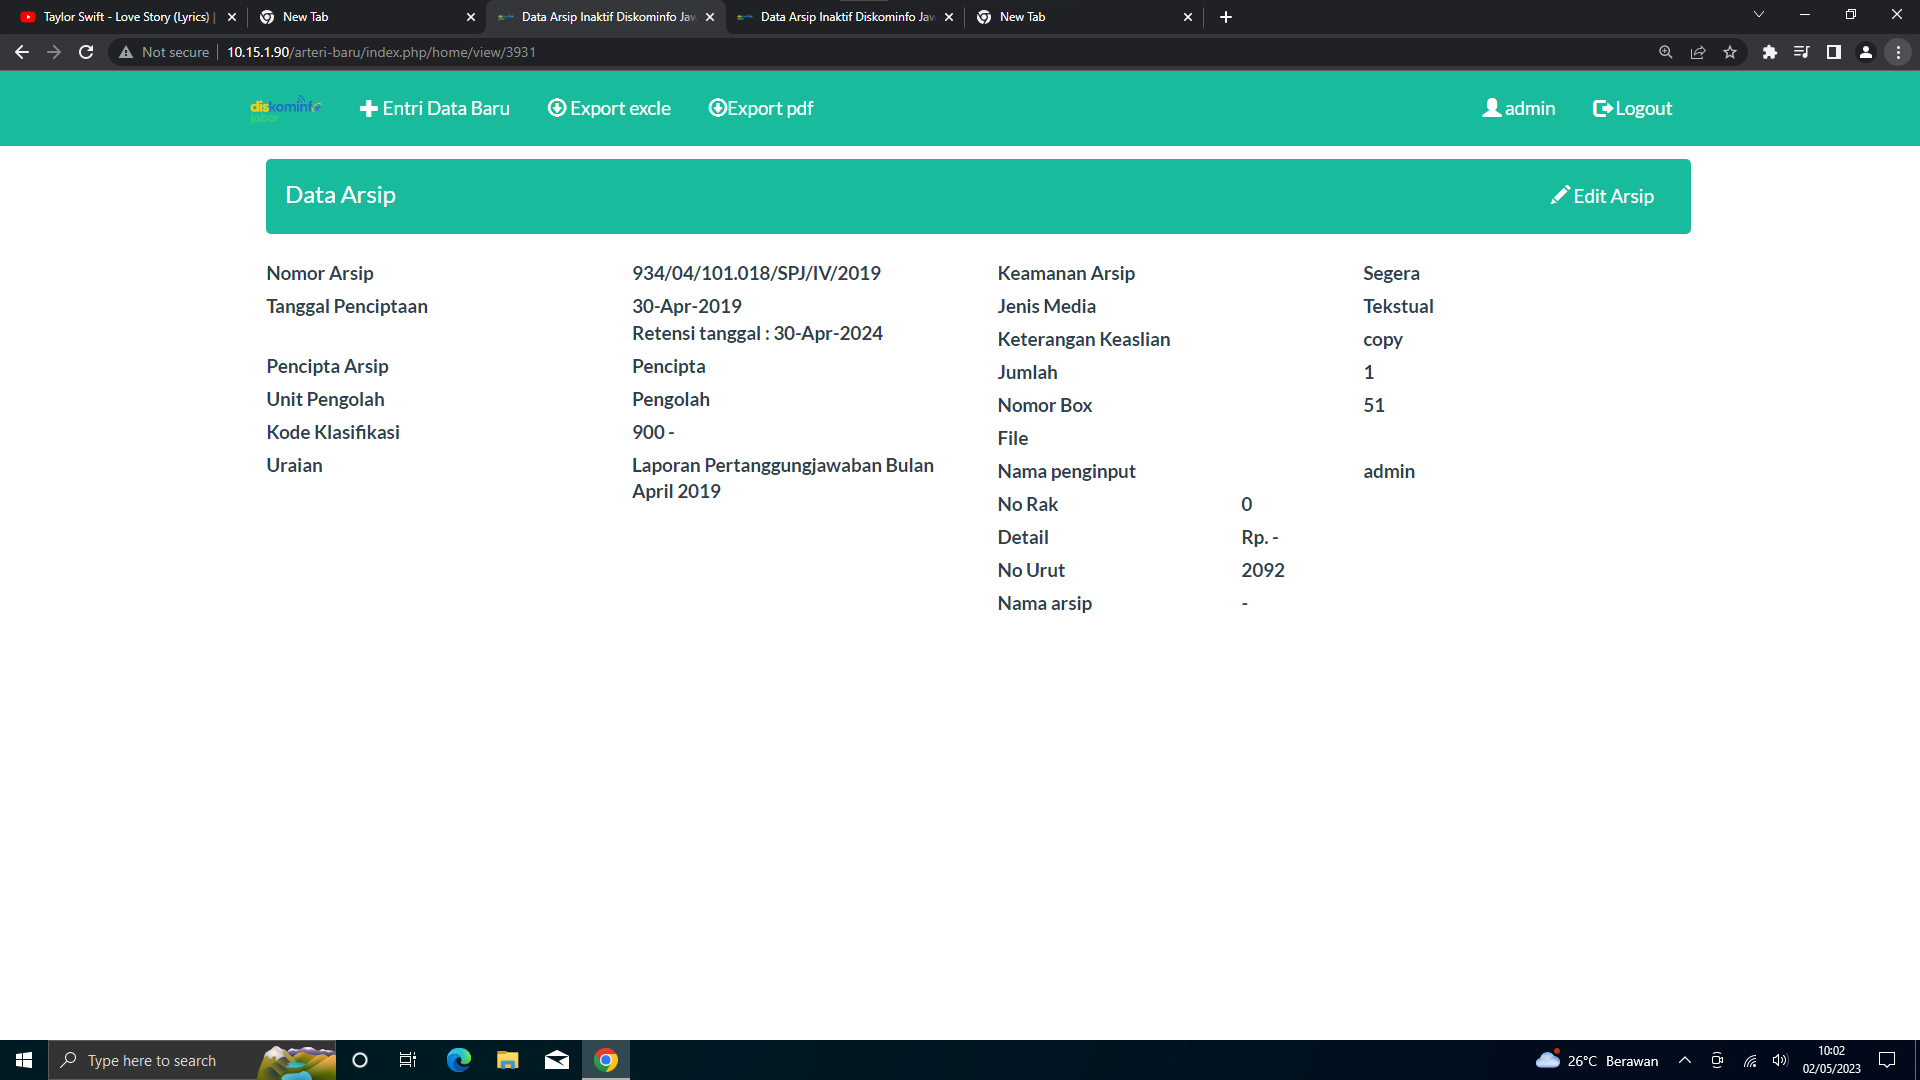 Taylor Swift - Love Story (Lyrics) |
New Tab
Data Arsip Inaktif Diskominfo Jaw
Data Arsip Inaktif Diskominfo Jaw
New Tab
Not secure
10.15.1.90/arteri-baru/index.php/home/view/3931
diskominfo
jabar
Entri Data Baru
Export excle
Export pdf
admin
Logout
Data Arsip
Edit Arsip
Nomor Arsip 934/04/101.018/SPJ/IV/2019
Tanggal Penciptaan 30-Apr-2019
Retensi tanggal : 30-Apr-2024
Pencipta Arsip Pencipta
Unit Pengolah Pengolah
Kode Klasifikasi 900 -
Uraian Laporan Pertanggungjawaban Bulan
April 2019
Keamanan Arsip Segera
Jenis Media Tekstual
Keterangan Keaslian copy
Jumlah 1
Nomor Box 51
File
Nama penginput admin
No Rak 0
Detail Rp. -
No Urut 2092
Nama arsip -
Type here to search
26°C Berawan
10:02
02/05/2023